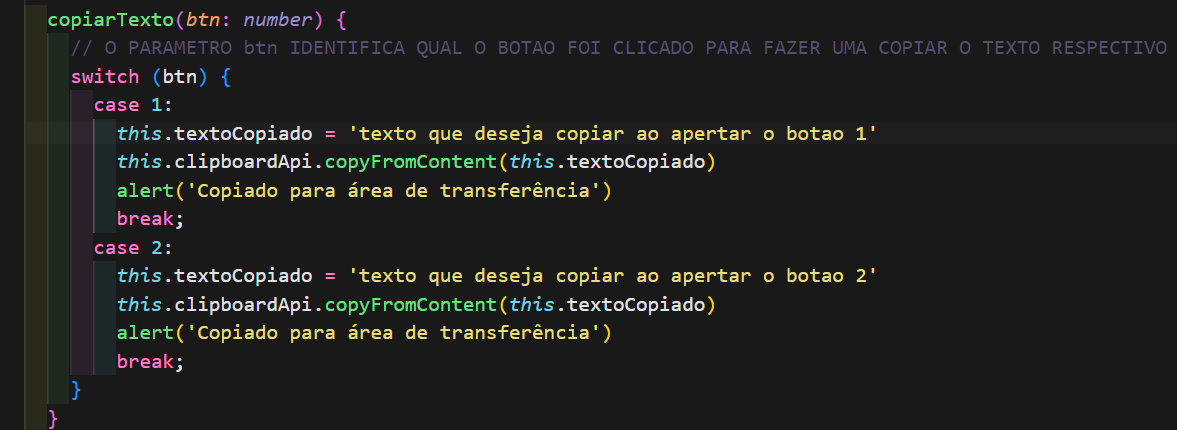 copiarTexto(btn: number) {
// O PARAMETRO btn IDENTIFICA QUAL O BOTAO FOI CLICADO PARA FAZER UMA COPIAR O TEXTO RESPECTIVO
switch (btn) {
case 1:
this.textoCopiado = 'texto que deseja copiar ao apertar o botao 1'
this.clipboardApi.copyFromContent(this.textoCopiado)
alert('Copiado para área de transferência')
break;
case 2:
this.textoCopiado = 'texto que deseja copiar ao apertar o botao 2'
this.clipboardApi.copyFromContent(this.textoCopiado)
alert('Copiado para área de transferência')
break;
}
}